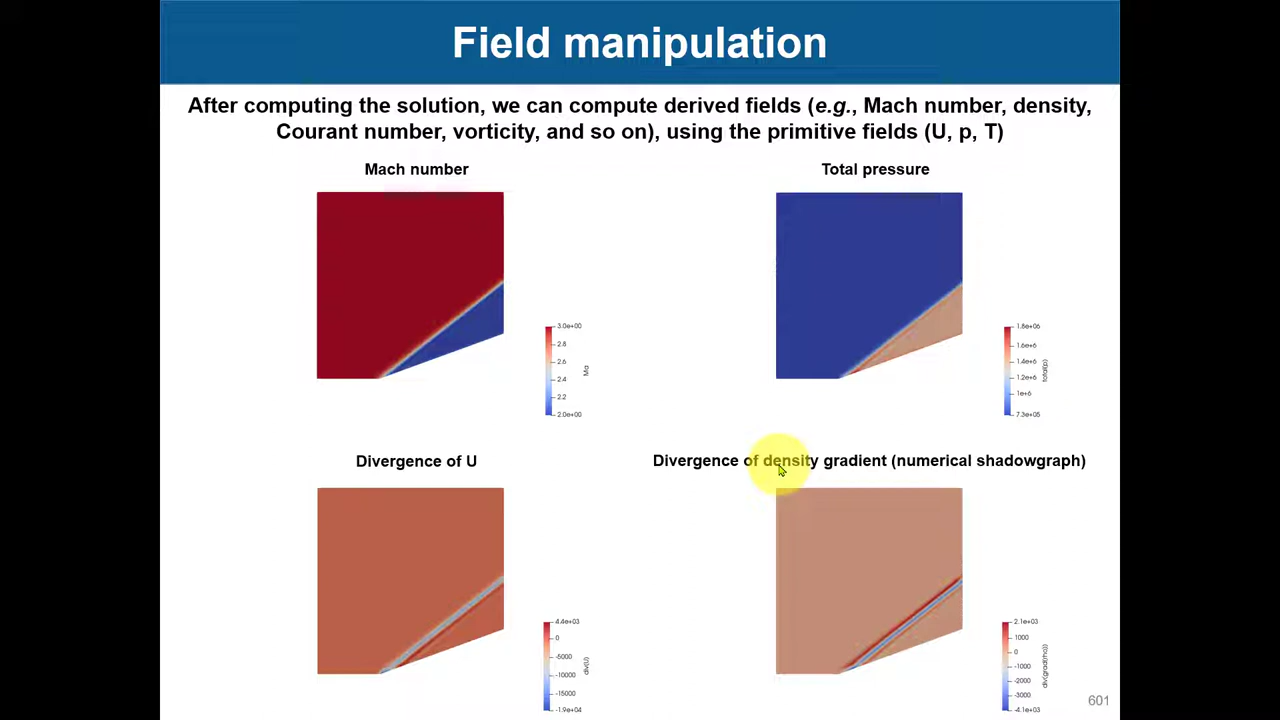 Field manipulation
After computing the solution, we can compute derived fields (e.g., Mach number, density,
Courant number, vorticity, and so on), using the primitive fields (U, p, T)
Mach number
3.0e+00
2.8
2.6
2.4
2.2
2.0e+00
Ma
Total pressure
1.8e+06
1.6e+6
1.4e+6
1.2e+6
1e+6
7.3e+05
total(p)
Divergence of U
4.4e+03
0
-5000
-10000
-15000
-1.9e+04
div(U)
Divergence of density gradient (numerical shadowgraph)
2.1e+03
1000
0
-1000
-2000
-3000
-4.1e+03
div(grad(rho))
601